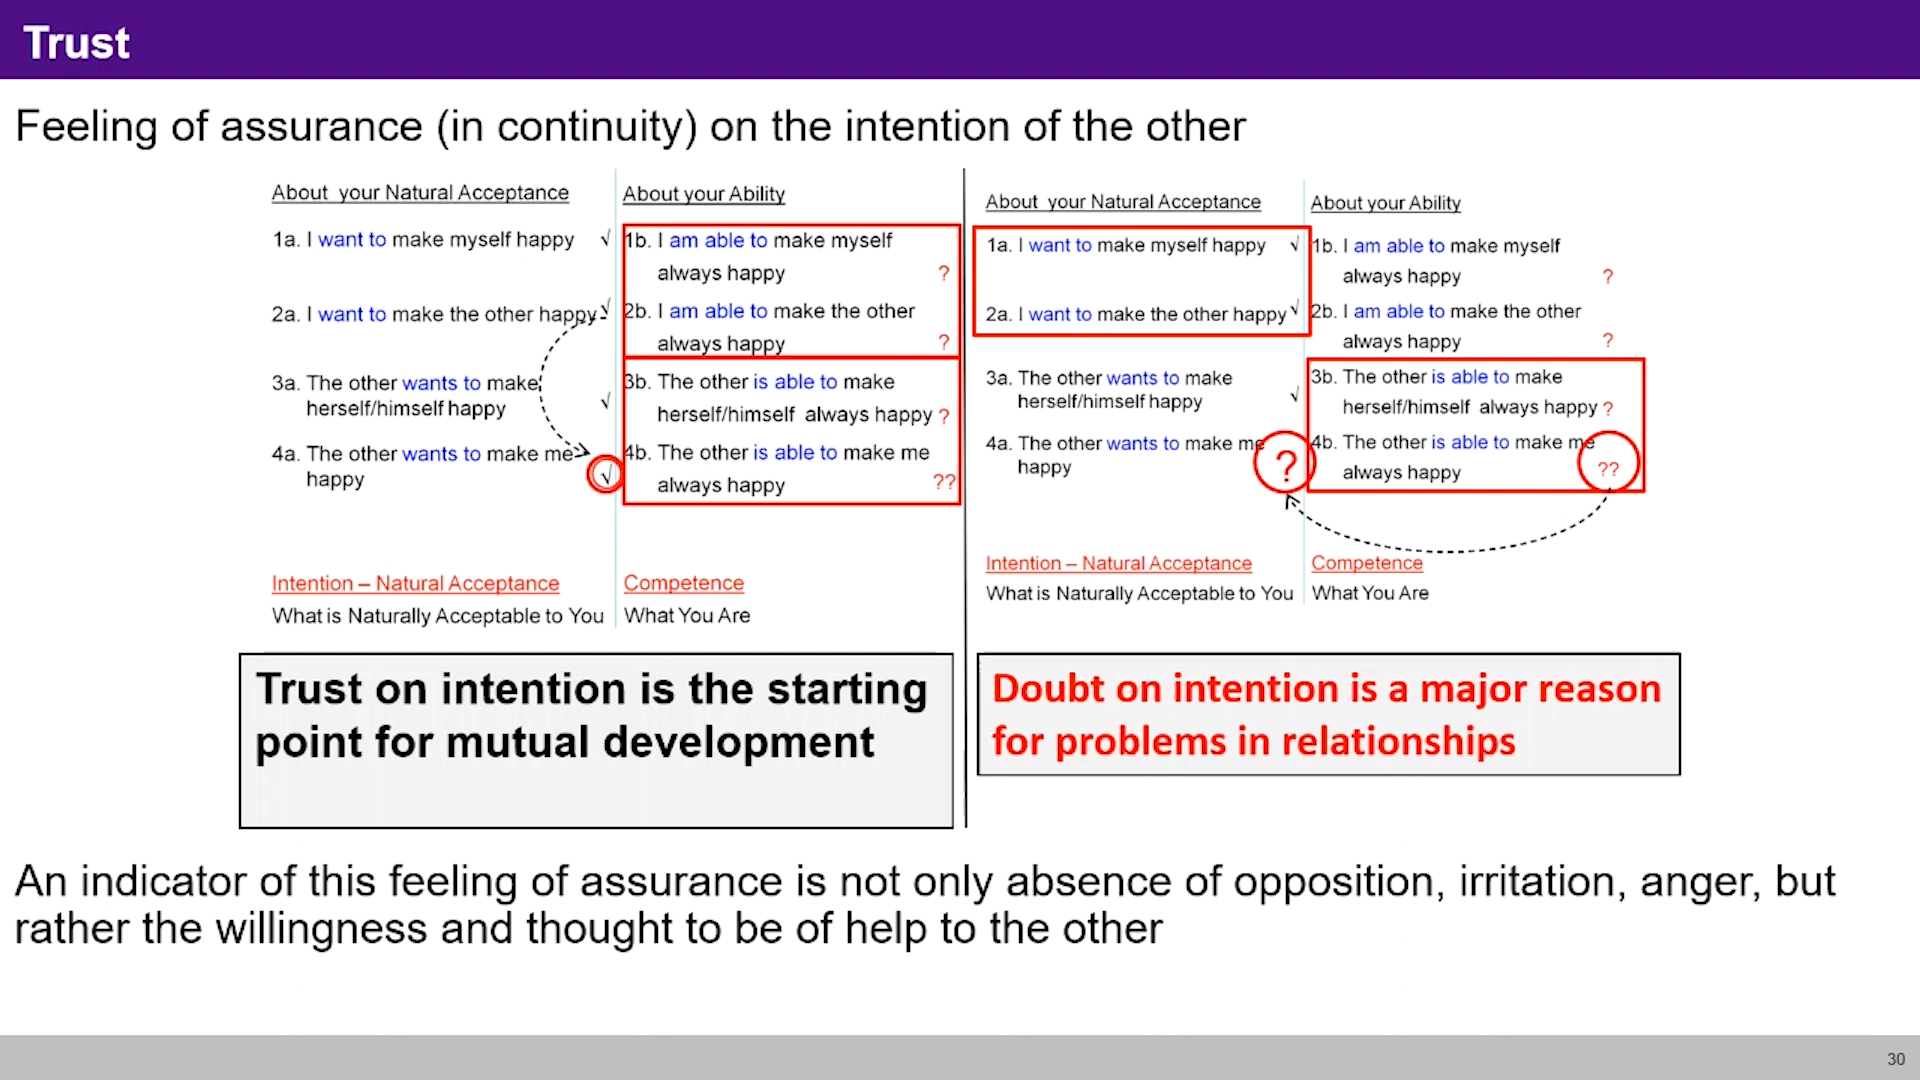 Trust
Feeling of assurance (in continuity) on the intention of the other
About your Natural Acceptance
1a. I want to make myself happy √
2a. I want to make the other happy √
3a. The other wants to make
herself/himself happy √
4a. The other wants to make me
happy √
About your Ability
1b. I am able to make myself
always happy ?
2b. I am able to make the other
always happy ?
3b. The other is able to make
herself/himself always happy ?
4b. The other is able to make me
always happy ??
Intention – Natural Acceptance
What is Naturally Acceptable to You
Competence
What You Are
Trust on intention is the starting
point for mutual development
About your Natural Acceptance
1a. I want to make myself happy √
2a. I want to make the other happy √
3a. The other wants to make
herself/himself happy √
4a. The other wants to make me
happy ?
About your Ability
1b. I am able to make myself
always happy ?
2b. I am able to make the other
always happy ?
3b. The other is able to make
herself/himself always happy ?
4b. The other is able to make me
always happy ??
Intention – Natural Acceptance
What is Naturally Acceptable to You
Competence
What You Are
Doubt on intention is a major reason
for problems in relationships
An indicator of this feeling of assurance is not only absence of opposition, irritation, anger, but
rather the willingness and thought to be of help to the other
30